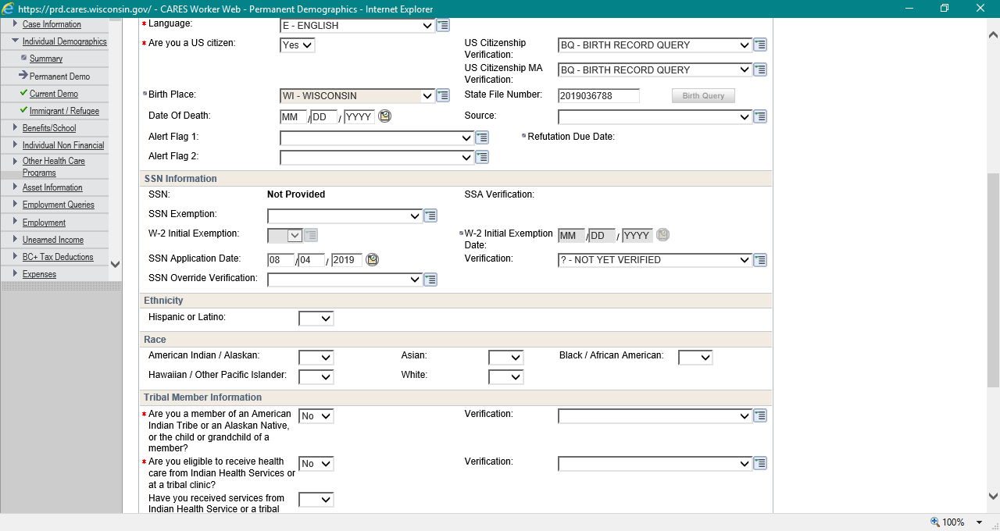 https://prd.cares.wisconsin.gov/ - CARES Worker Web - Permanent Demographics - Internet Explorer
Case Information
Individual Demographics
Summary
Permanent Demo
Current Demo
Immigrant / Refugee
Benefits/School
Individual Non Financial
Other Health Care
Programs
Asset Information
Employment Queries
Employment
Unearned Income
BC+ Tax Deductions
Expenses
* Language: E - ENGLISH
* Are you a US citizen: Yes US Citizenship
Verification: BQ - BIRTH RECORD QUERY
US Citizenship MA
Verification: BQ - BIRTH RECORD QUERY
Birth Place: WI - WISCONSIN State File Number: 2019036788 Birth Query
Date Of Death: MM / DD / YYYY Source:
Alert Flag 1: Refutation Due Date:
Alert Flag 2:
SSN Information
SSN: Not Provided SSA Verification:
SSN Exemption:
W-2 Initial Exemption: W-2 Initial Exemption
Date: MM / DD / YYYY
SSN Application Date: 08 / 04 / 2019 Verification: ? - NOT YET VERIFIED
SSN Override Verification:
Ethnicity
Hispanic or Latino:
Race
American Indian / Alaskan: Asian: Black / African American:
Hawaiian / Other Pacific Islander: White:
Tribal Member Information
* Are you a member of an American No Verification:
Indian Tribe or an Alaskan Native,
or the child or grandchild of a
member?
* Are you eligible to receive health No Verification:
care from Indian Health Services or
at a tribal clinic?
Have you received services from
Indian Health Service or a tribal
100%